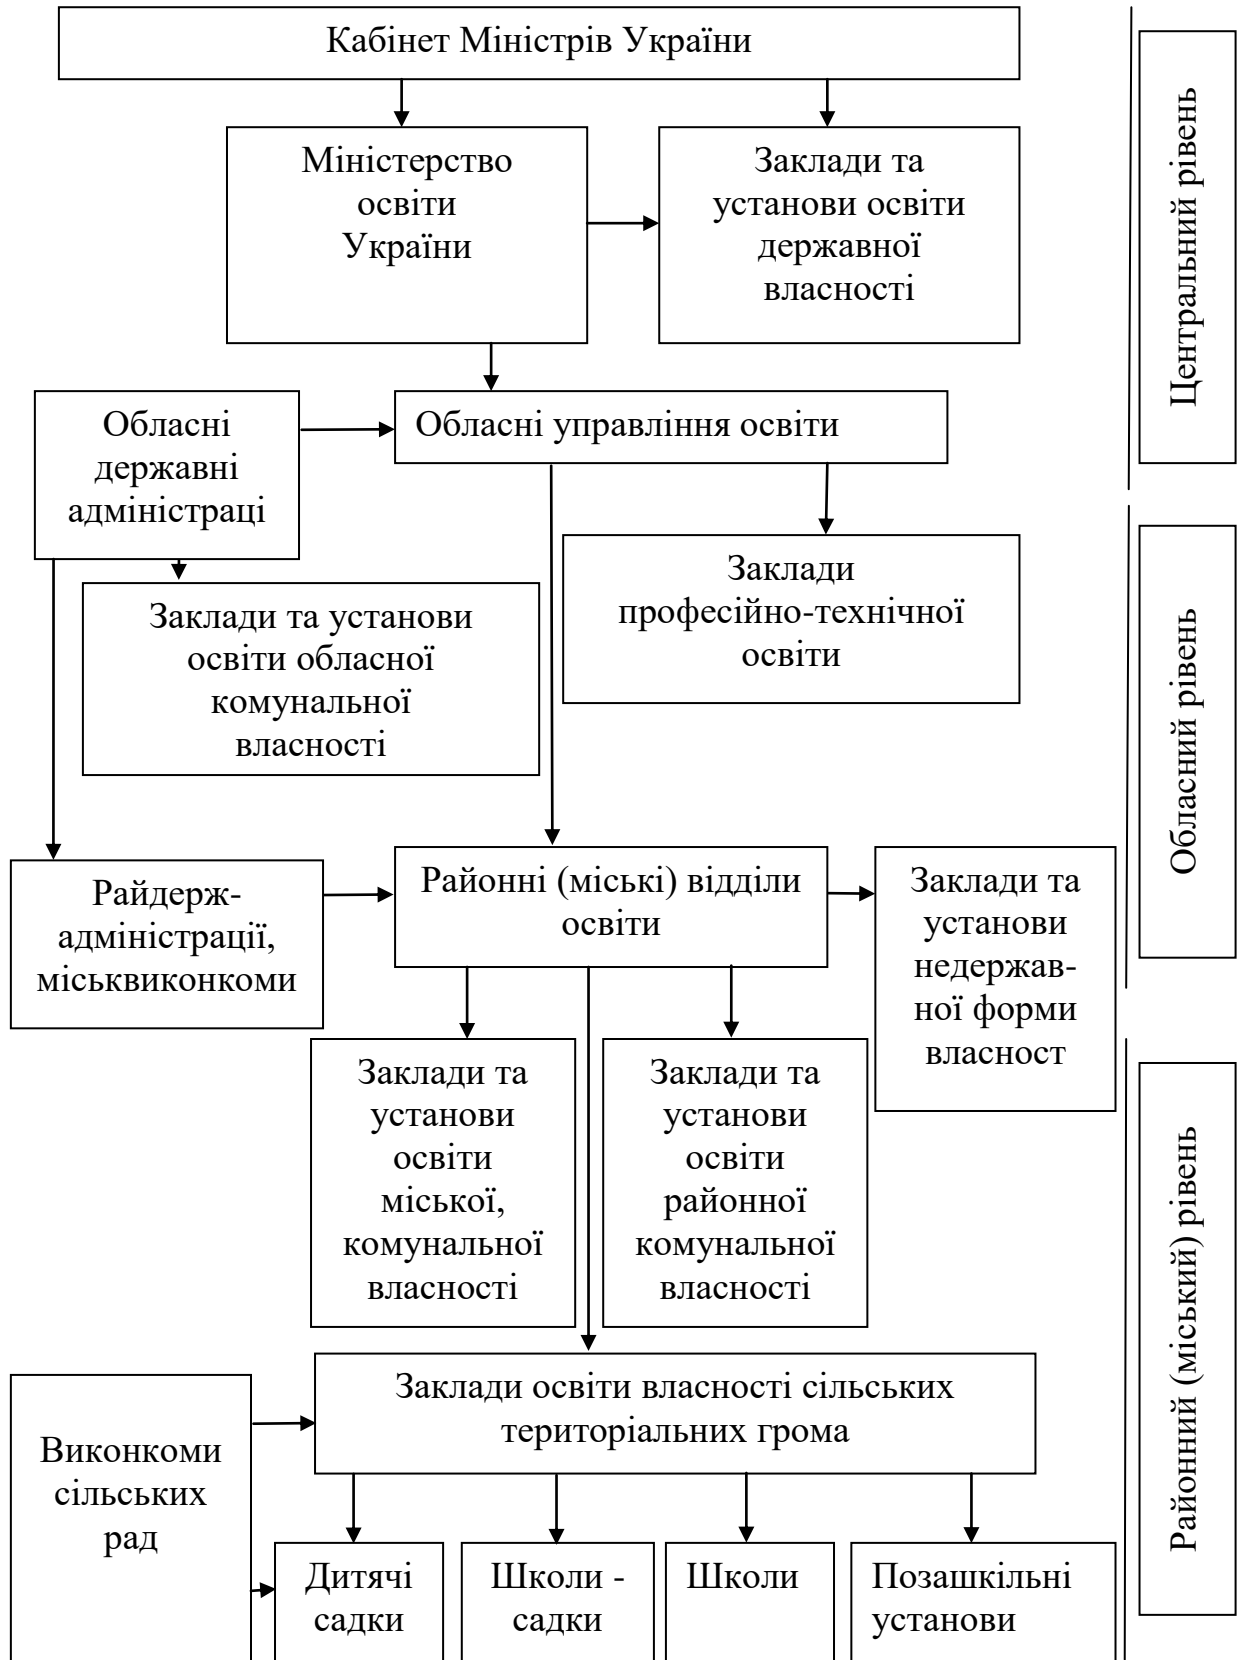 Кабінет Міністрів України
Міністерство
освіти
України
Заклади та
установи освіти
державної
власності
Центральний рівень
Обласні
державні
адміністраці
Обласні управління освіти
Заклади
професійно-технічної
освіти
Заклади та установи
освіти обласної
комунальної
власності
Обласний рівень
Райдерж-
адміністрації,
міськвиконкоми
Районні (міські) відділи
освіти
Заклади та
установи
недержав-
ної форми
власност
Заклади та
установи
освіти
міської,
комунальної
власності
Заклади та
установи
освіти
районної
комунальної
власності
Районний (міський) рівень
Виконкоми
сільських
рад
Заклади освіти власності сільських
територіальних грома
Дитячі
садки
Школи -
садки
Школи
Позашкільні
установи